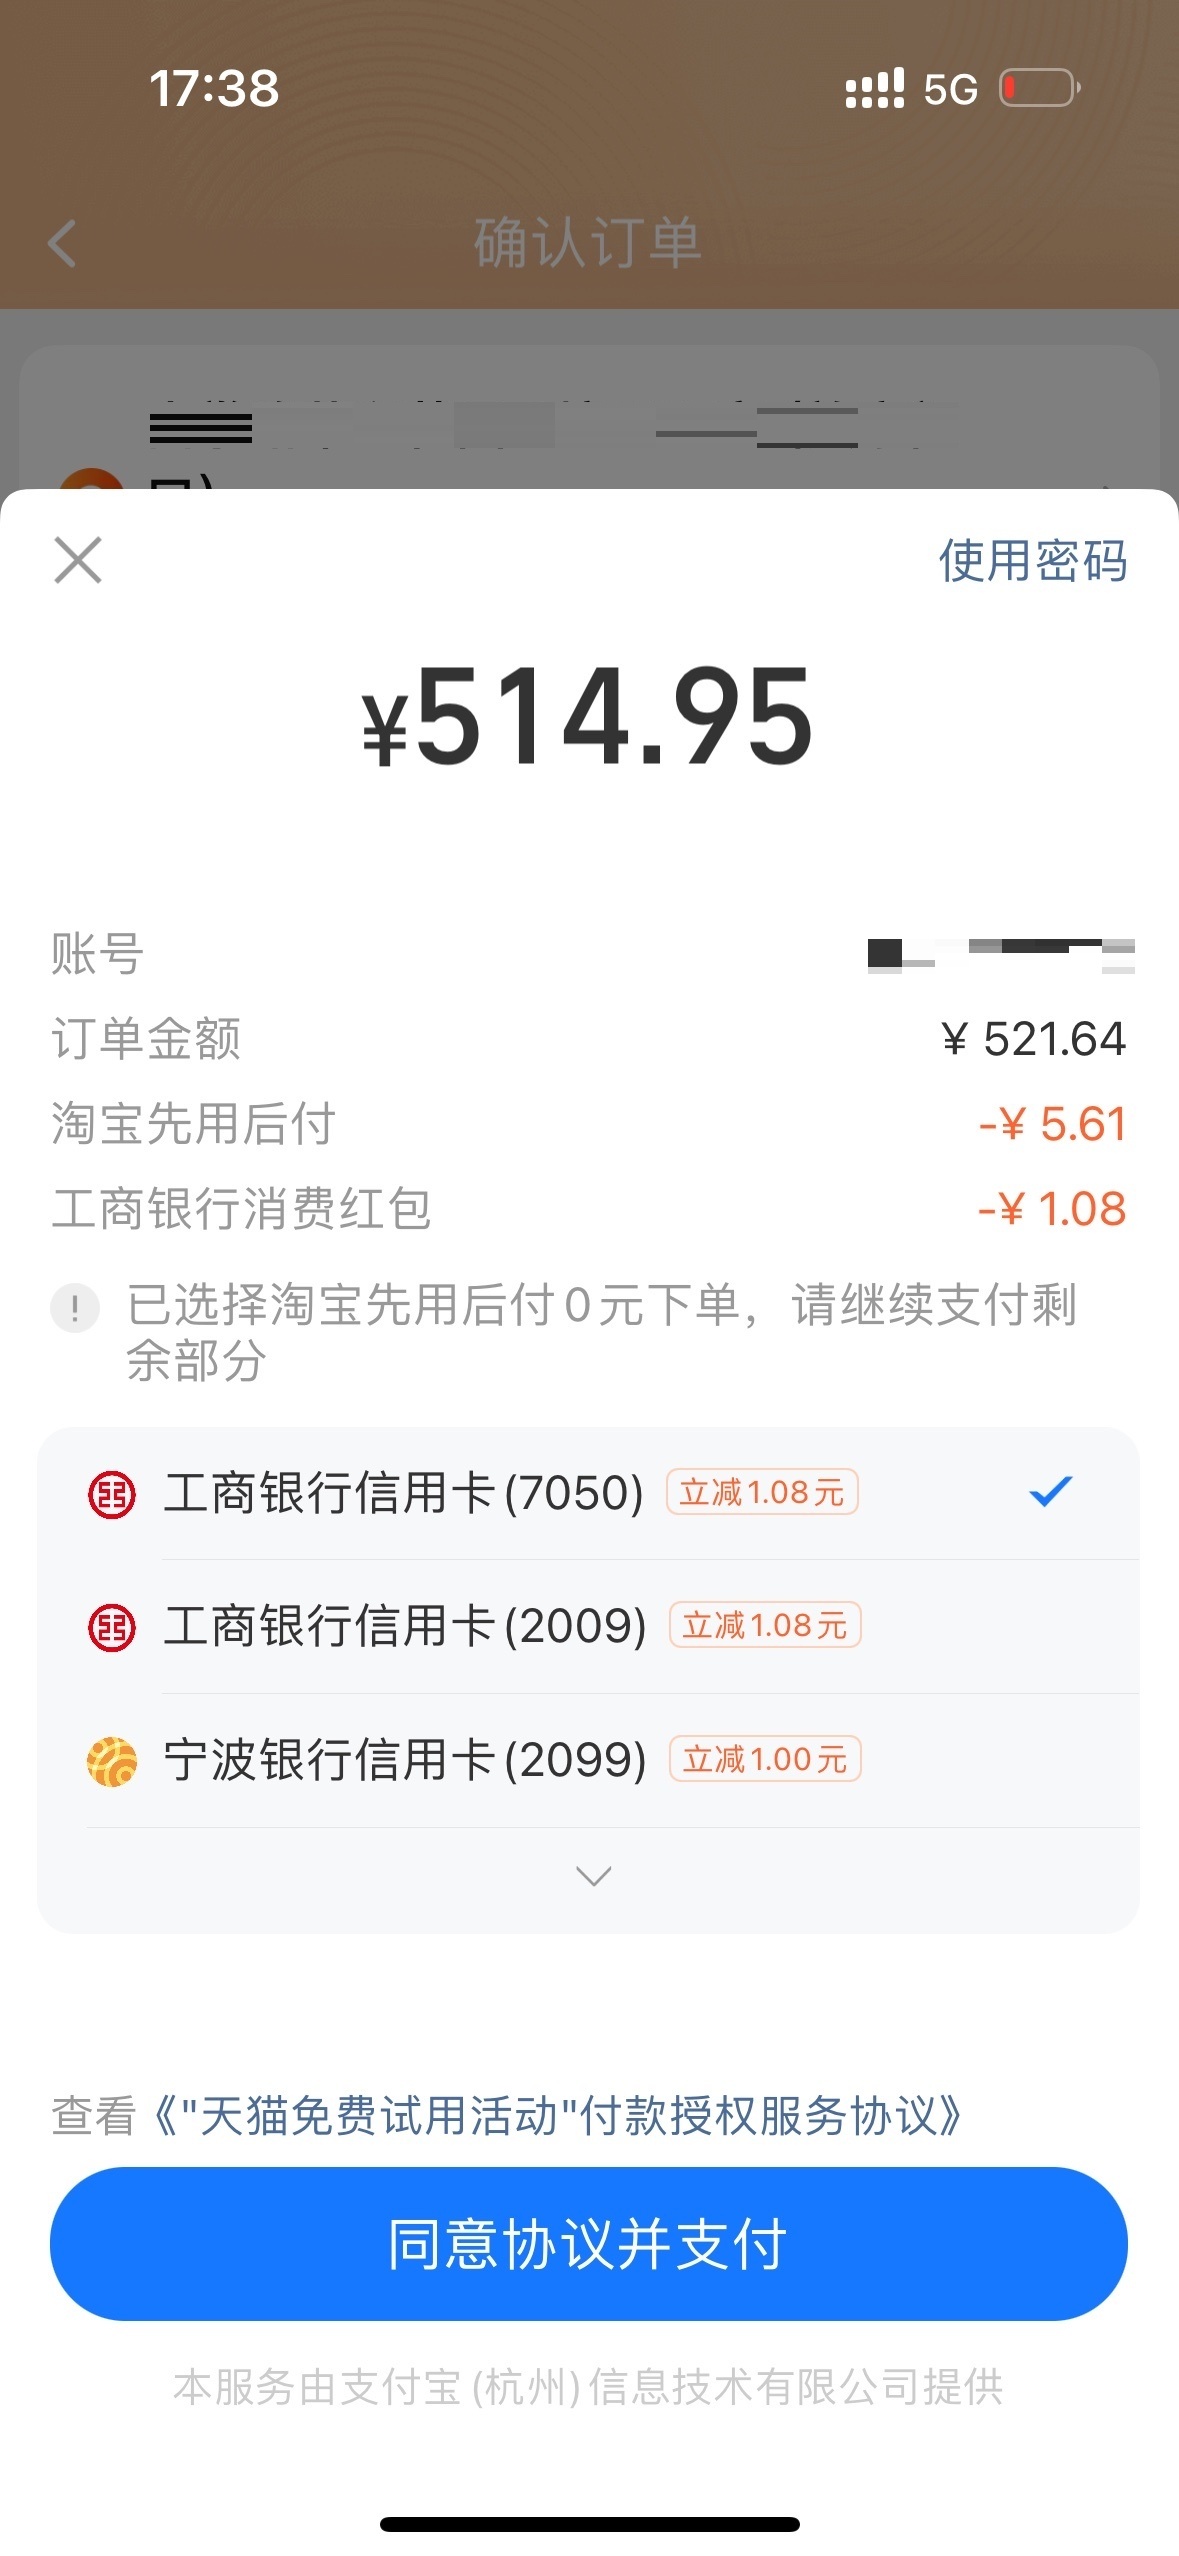 17:38
5G
确认订单
使用密码
¥514.95
账号
订单金额
¥ 521.64
淘宝先用后付
-¥ 5.61
工商银行消费红包
-¥ 1.08
! 已选择淘宝先用后付0元下单，请继续支付剩
余部分
工商银行信用卡(7050) 立减1.08元
工商银行信用卡(2009) 立减1.08元
宁波银行信用卡(2099) 立减1.00元
查看《"天猫免费试用活动"付款授权服务协议》
同意协议并支付
本服务由支付宝(杭州)信息技术有限公司提供